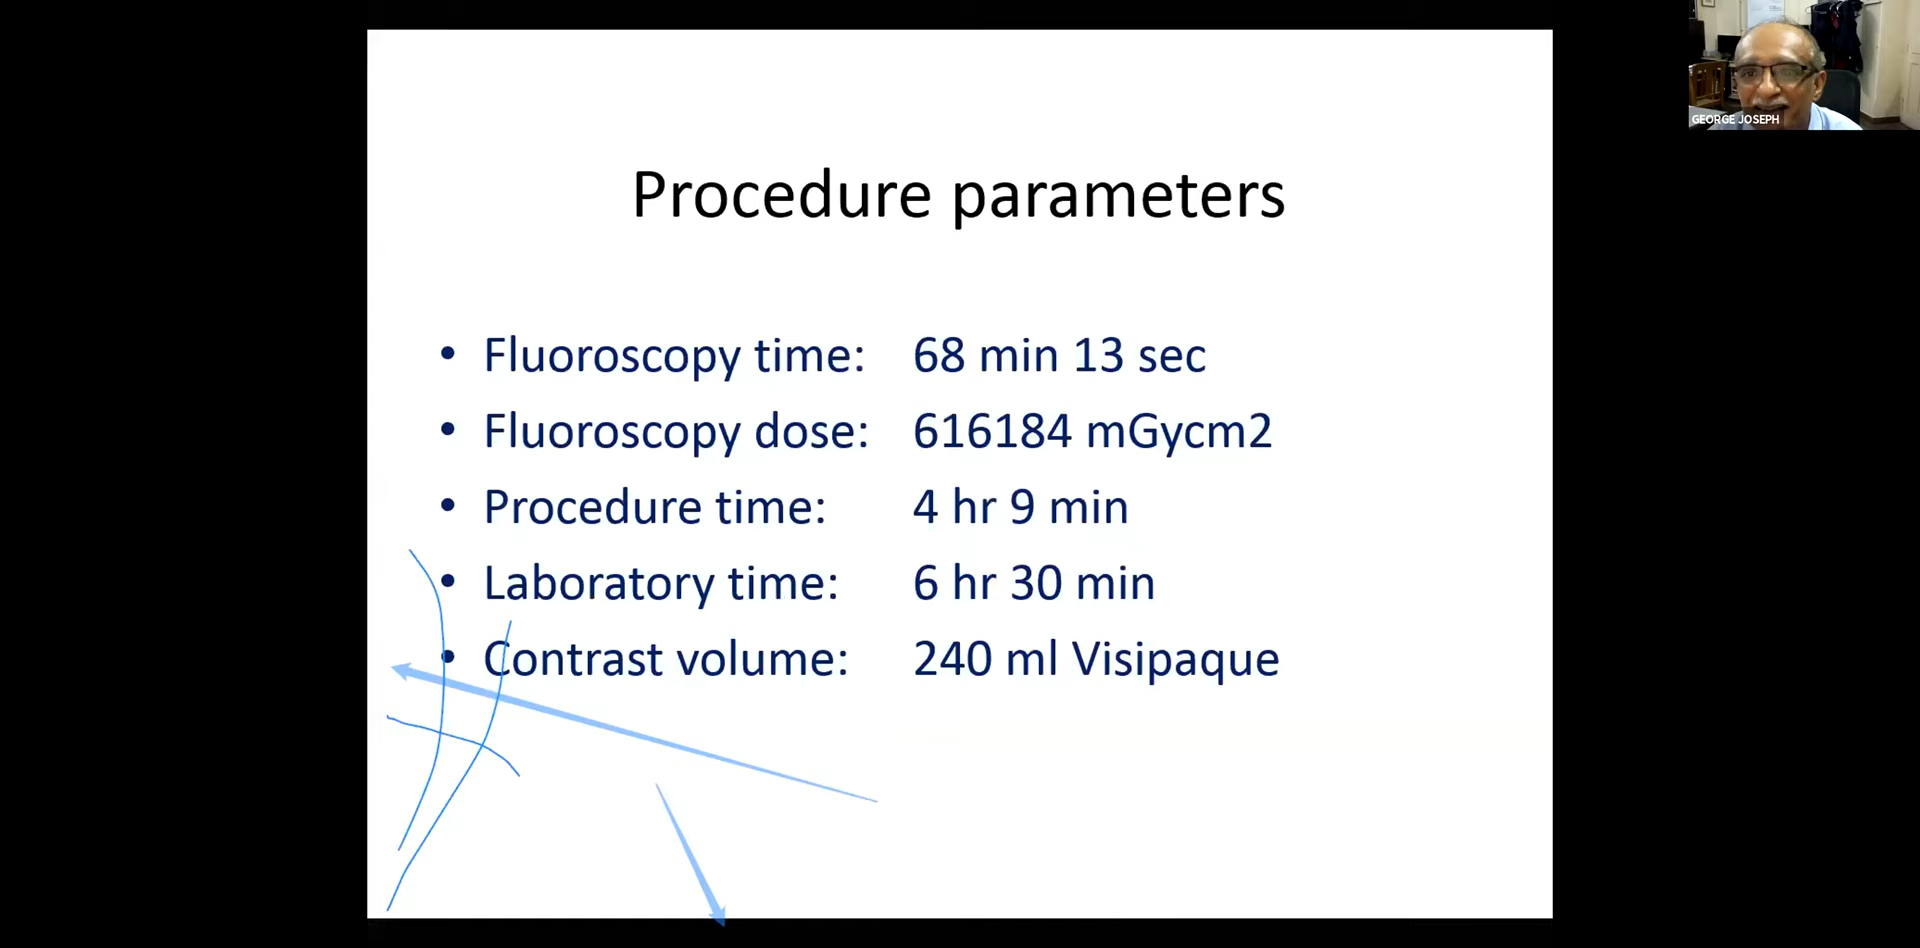 GEORGE JOSEPH
Procedure parameters
• Fluoroscopy time: 68 min 13 sec
• Fluoroscopy dose: 616184 mGycm2
• Procedure time: 4 hr 9 min
• Laboratory time: 6 hr 30 min
• Contrast volume: 240 ml Visipaque